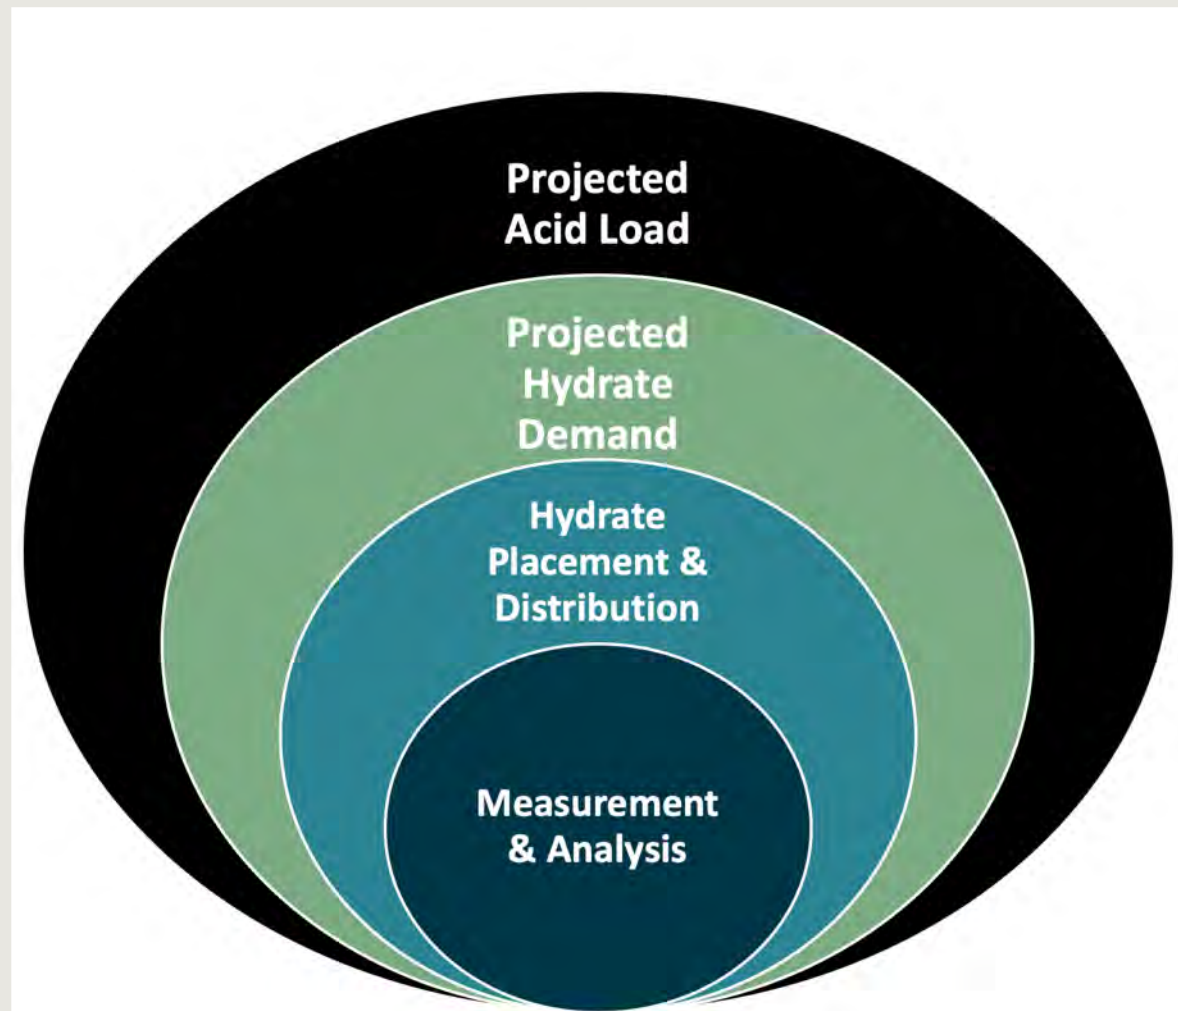 Projected
Acid Load
Projected
Hydrate
Demand
Hydrate
Placement &
Distribution
Measurement
& Analysis